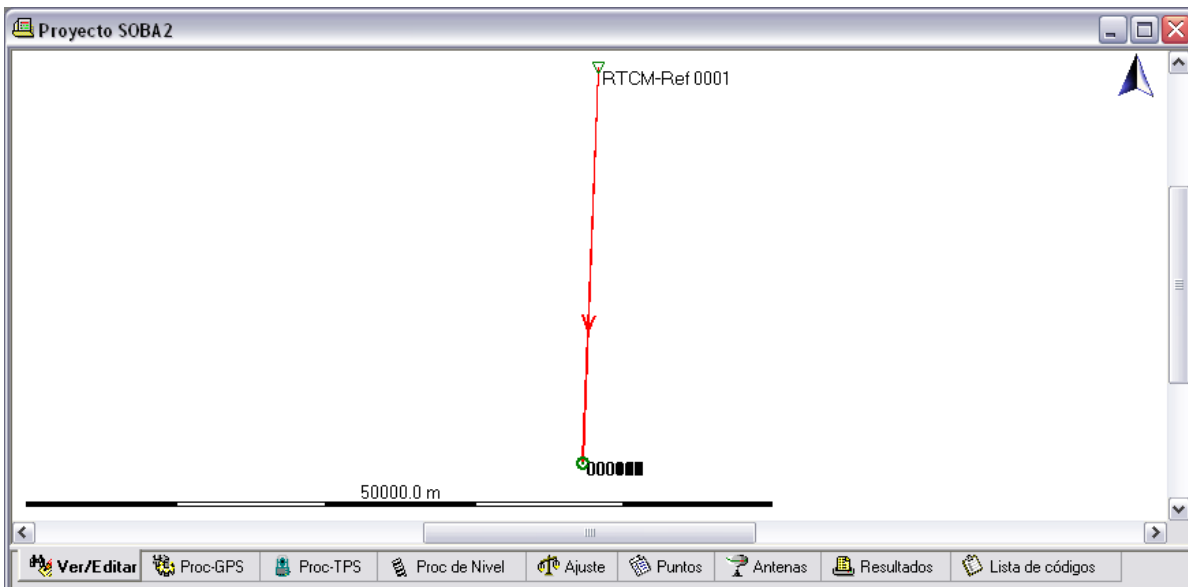 Proyecto SOBA2
RTCM-Ref 0001
50000.0 m
Ver/Editar Proc-GPS Proc-TPS Proc de Nivel Ajuste Puntos Antenas Resultados Lista de códigos